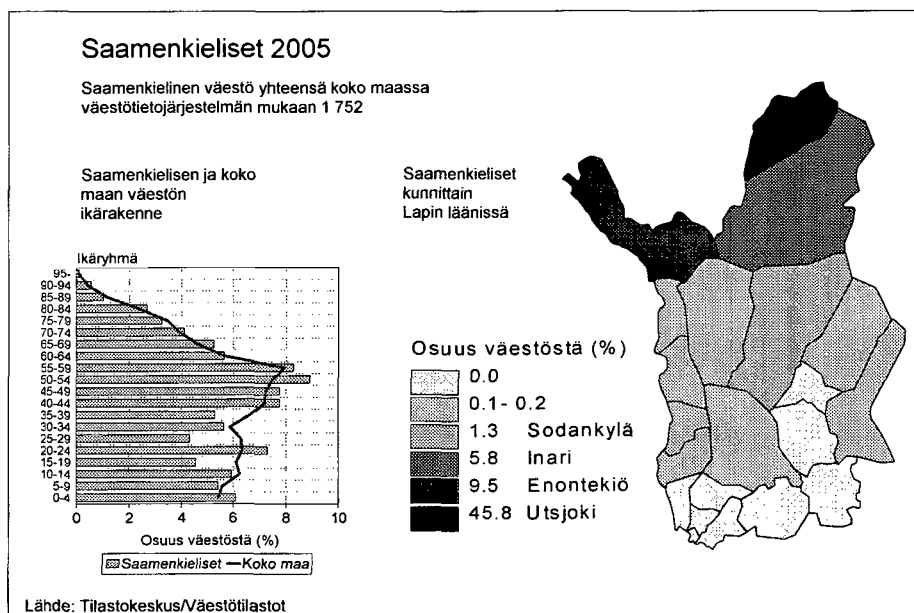 Saamenkieliset 2005
Saamenkielinen väestö yhteensä koko maassa
väestötietojärjestelmän mukaan 1 752
Saamenkielisen ja koko
maan väestön
ikärakenne
Ikäryhmä
95-
90-94
85-89
80-84
75-79
70-74
65-69
60-64
55-59
50-54
45-49
40-44
35-39
30-34
25-29
20-24
15-19
10-14
5-9
0-4
0 2 4 6 8 10
Osuus väestöstä (%)
Saamenkieliset Koko maa
Saamenkieliset
kunnittain
Lapin läänissä
Osuus väestöstä (%)
0.0
0.1- 0.2
1.3 Sodankylä
5.8 Inari
9.5 Enontekiö
45.8 Utsjoki
Lähde: Tilastokeskus/Väestötilastot